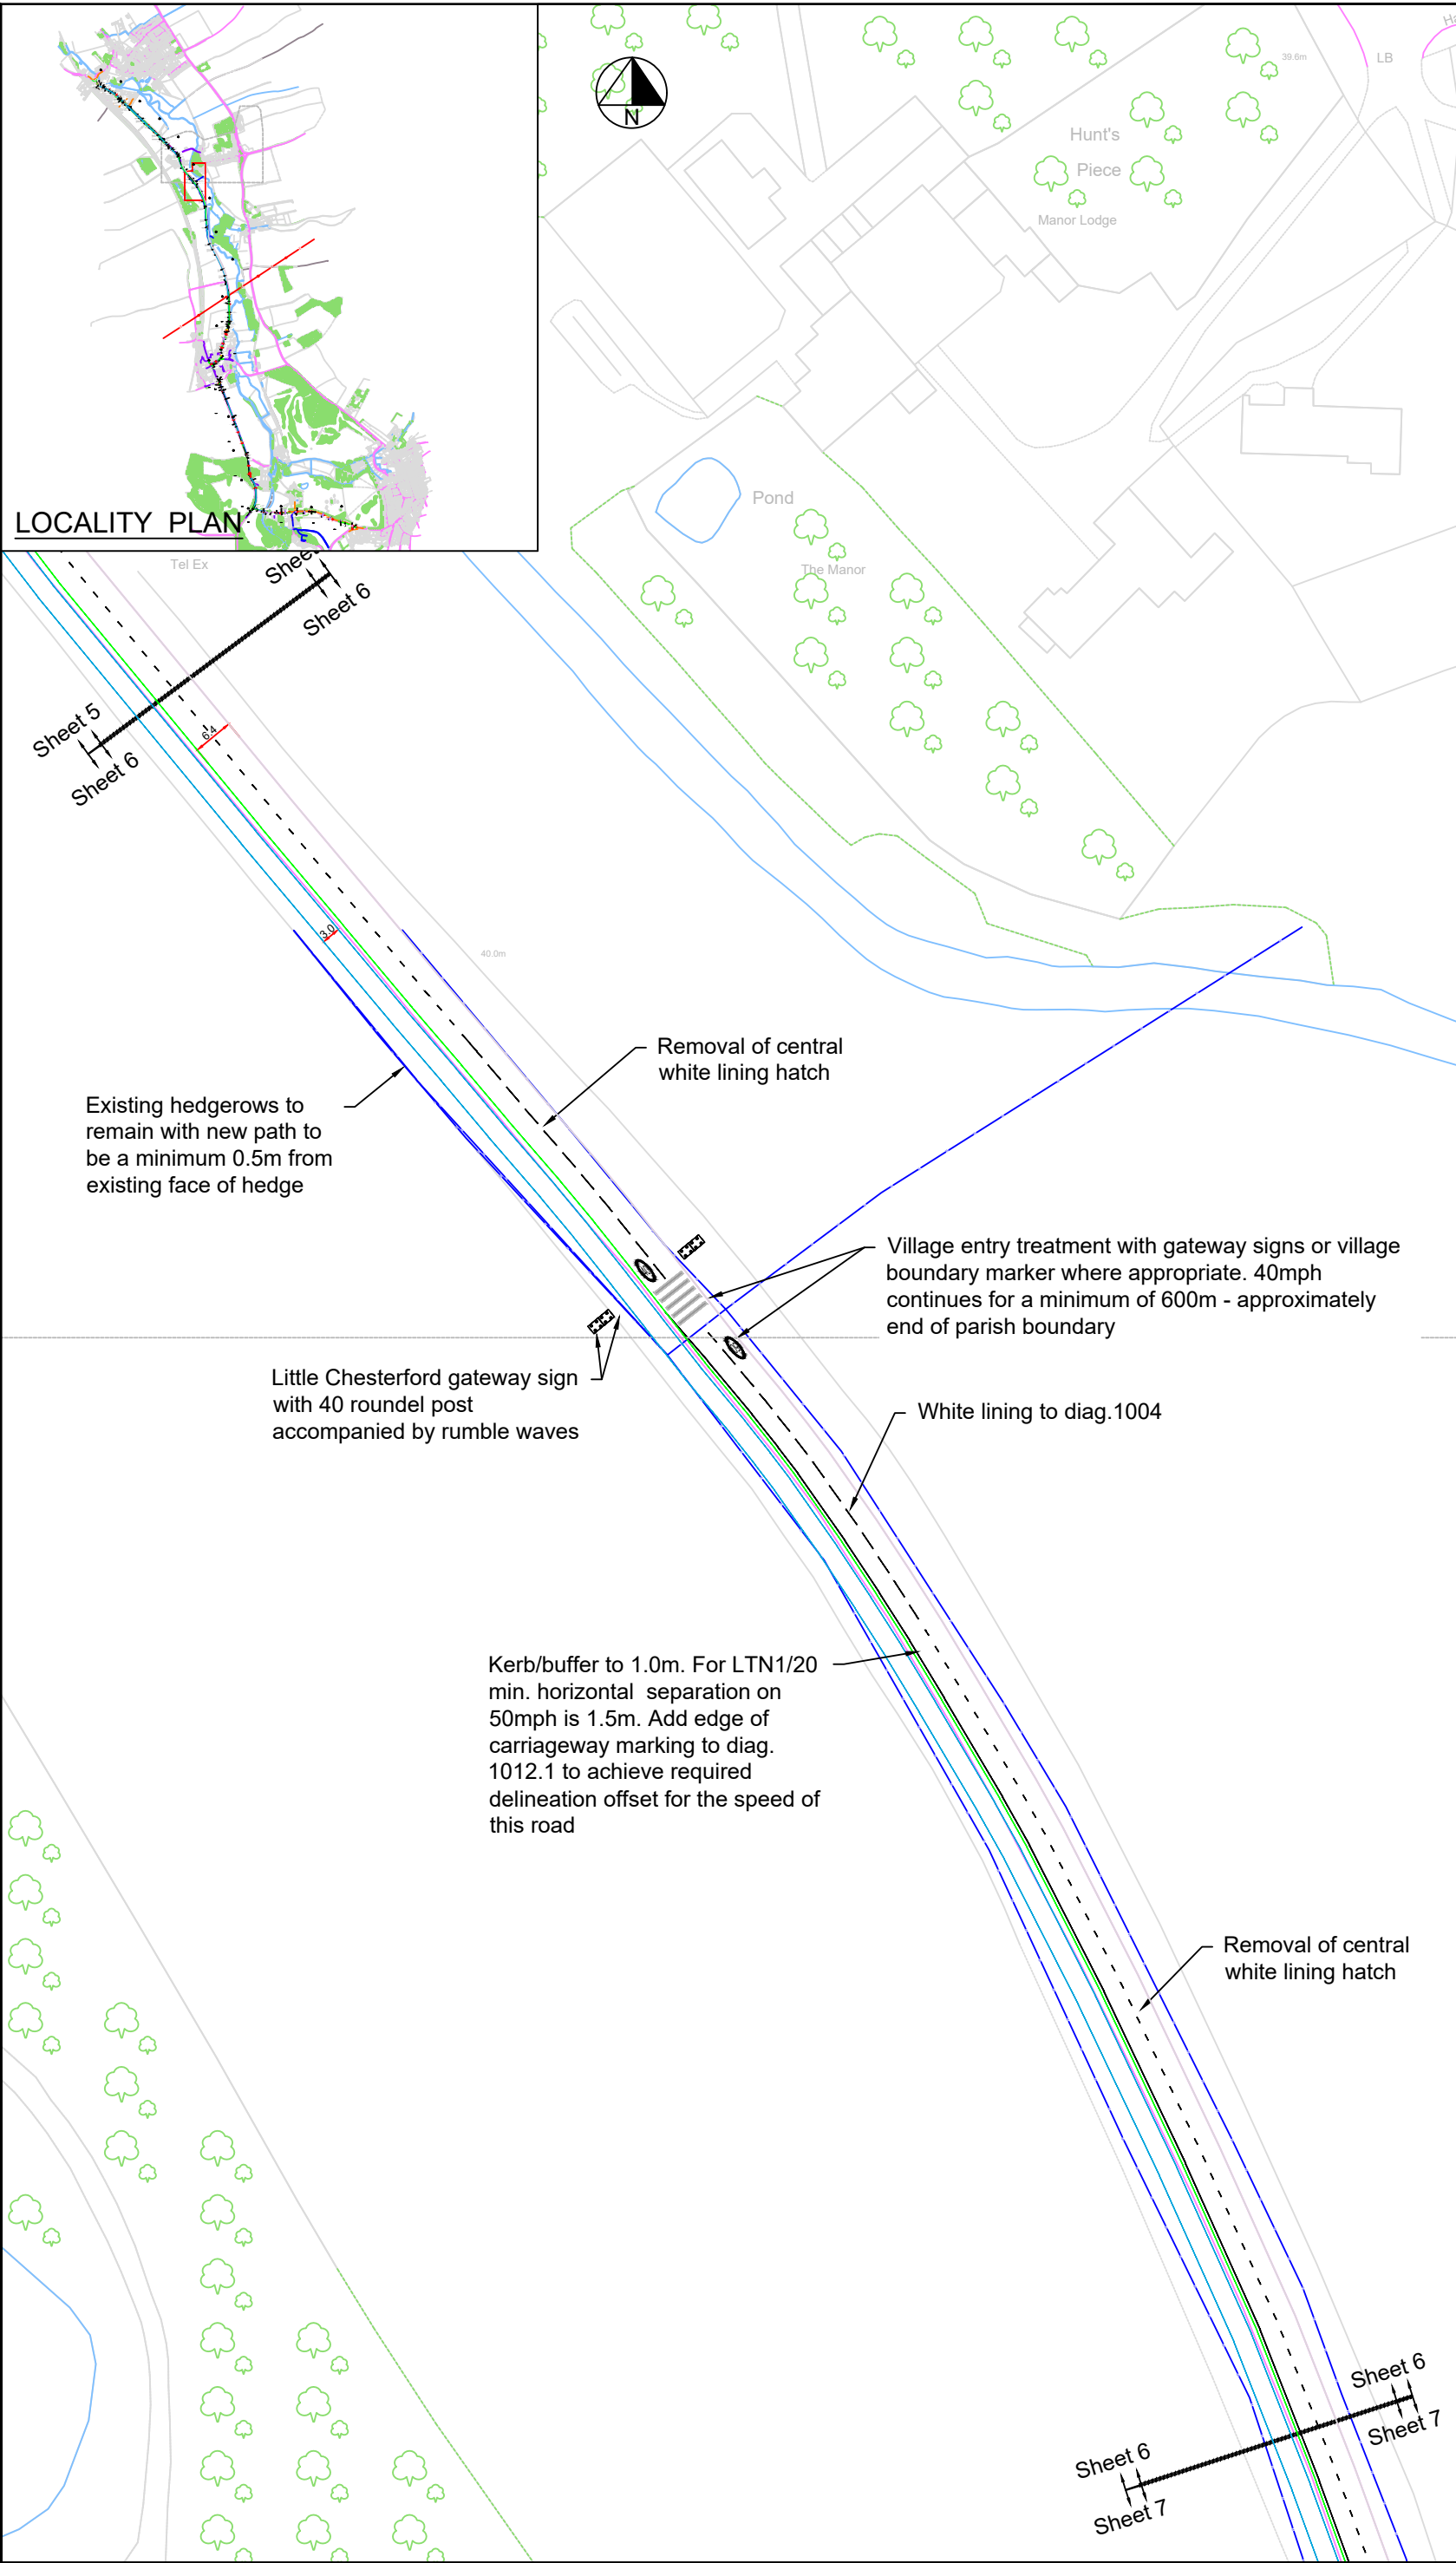 LOCALITY PLAN
N
39.6m
LB
Hunt's
Piece
Manor Lodge
Pond
The Manor
Tel Ex
Sheet 6
Sheet 5
Sheet 6
6.4
3.0
40.0m
Removal of central
white lining hatch
Existing hedgerows to
remain with new path to
be a minimum 0.5m from
existing face of hedge
Village entry treatment with gateway signs or village
boundary marker where appropriate. 40mph
continues for a minimum of 600m - approximately
end of parish boundary
Little Chesterford gateway sign
with 40 roundel post
accompanied by rumble waves
White lining to diag.1004
Kerb/buffer to 1.0m. For LTN1/20
min. horizontal separation on
50mph is 1.5m. Add edge of
carriageway marking to diag.
1012.1 to achieve required
delineation offset for the speed of
this road
Removal of central
white lining hatch
Sheet 6
Sheet 7
Sheet 6
Sheet 7